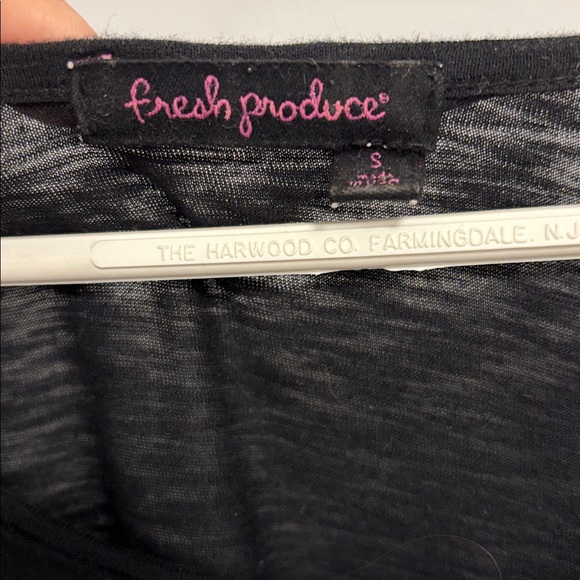 fresh produce®
S
THE HARWOOD CO. FARMINGDALE. N.J